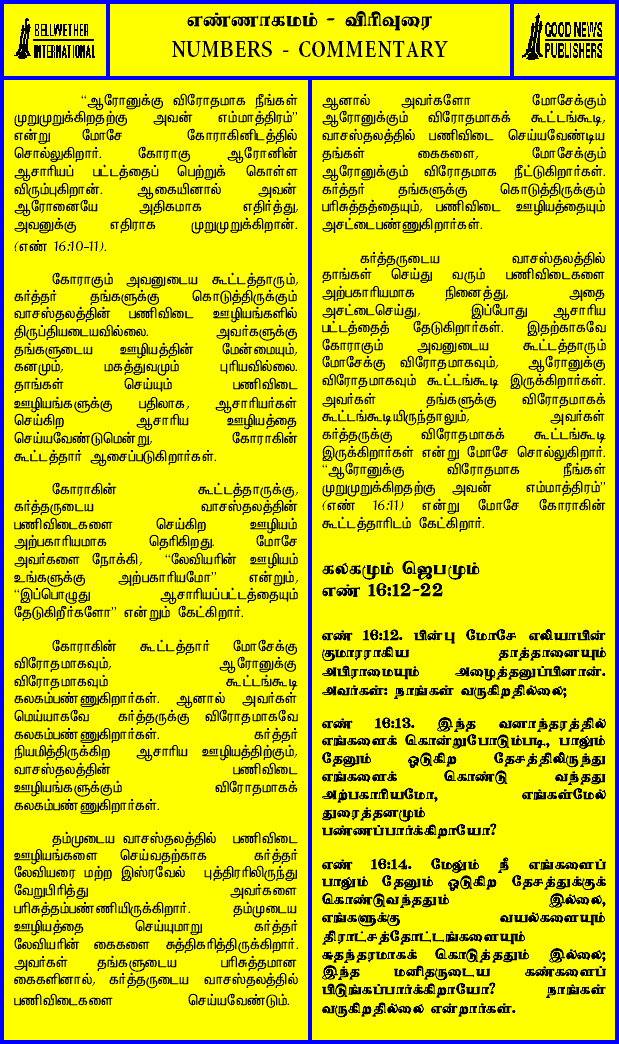 BELLWETHER
INTERNATIONAL
எண்ணாகமம் - விரிவுரை
NUMBERS - COMMENTARY
GOOD NEWS
PUBLISHERS
“ஆரோனுக்கு விரோதமாக நீங்கள்
முறுமுறுக்கிறதற்கு அவன் எம்மாத்திரம்”
என்று மோசே கோராகினிடத்தில்
சொல்லுகிறார். கோராகு ஆரோனின்
ஆசாரியப் பட்டத்தைப் பெற்றுக் கொள்ள
விரும்புகிறான். ஆகையினால் அவன்
ஆரோனையே அதிகமாக எதிர்த்து,
அவனுக்கு எதிராக முறுமுறுக்கிறான்.
(எண் 16:10-11).
கோராகும் அவனுடைய கூட்டத்தாரும்,
கர்த்தர் தங்களுக்கு கொடுத்திருக்கும்
வாசஸ்தலத்தின் பணிவிடை ஊழியங்களில்
திருப்தியடையவில்லை. அவர்களுக்கு
தங்களுடைய ஊழியத்தின் மேன்மையும்,
கனமும், மகத்துவமும் புரியவில்லை.
தாங்கள் செய்யும் பணிவிடை
ஊழியங்களுக்கு பதிலாக, ஆசாரியர்கள்
செய்கிற ஆசாரிய ஊழியத்தை
செய்யவேண்டுமென்று, கோராகின்
கூட்டத்தார் ஆசைப்படுகிறார்கள்.
கோராகின் கூட்டத்தாருக்கு,
கர்த்தருடைய வாசஸ்தலத்தின்
பணிவிடைகளை செய்கிற ஊழியம்
அற்பகாரியமாக தெரிகிறது. மோசே
அவர்களை நோக்கி, “லேவியரின் ஊழியம்
உங்களுக்கு அற்பகாரியமோ” என்றும்,
“இப்பொழுது ஆசாரியப்பட்டத்தையும்
தேடுகிறீர்களோ” என்றும் கேட்கிறார்.
கோராகின் கூட்டத்தார் மோசேக்கு
விரோதமாகவும், ஆரோனுக்கு
விரோதமாகவும் கூட்டங்கூடி
கலகம்பண்ணுகிறார்கள். ஆனால் அவர்கள்
மெய்யாகவே கர்த்தருக்கு விரோதமாகவே
கலகம்பண்ணுகிறார்கள். கர்த்தர்
நியமித்திருக்கிற ஆசாரிய ஊழியத்திற்கும்,
வாசஸ்தலத்தின் பணிவிடை
ஊழியங்களுக்கும் விரோதமாகக்
கலகம்பண்ணுகிறார்கள்.
தம்முடைய வாசஸ்தலத்தில் பணிவிடை
ஊழியங்களை செய்வதற்காக கர்த்தர்
லேவியரை மற்ற இஸ்ரவேல் புத்திரரிலிருந்து
வேறுபிரித்து அவர்களை
பரிசுத்தம்பண்ணியிருக்கிறார். தம்முடைய
ஊழியத்தை செய்யுமாறு கர்த்தர்
லேவியரின் கைகளை சுத்திகரித்திருக்கிறார்.
அவர்கள் தங்களுடைய பரிசுத்தமான
கைகளினால், கர்த்தருடைய வாசஸ்தலத்தில்
பணிவிடைகளை செய்யவேண்டும்.
ஆனால் அவர்களோ மோசேக்கும்
ஆரோனுக்கும் விரோதமாகக் கூட்டங்கூடி,
வாசஸ்தலத்தில் பணிவிடை செய்யவேண்டிய
தங்கள் கைகளை, மோசேக்கும்
ஆரோனுக்கும் விரோதமாக நீட்டுகிறார்கள்.
கர்த்தர் தங்களுக்கு கொடுத்திருக்கும்
பரிசுத்தத்தையும், பணிவிடை ஊழியத்தையும்
அசட்டைபண்ணுகிறார்கள்.
கர்த்தருடைய வாசஸ்தலத்தில்
தாங்கள் செய்து வரும் பணிவிடைகளை
அற்பகாரியமாக நினைத்து, அதை
அசட்டைசெய்து, இப்போது ஆசாரிய
பட்டத்தைத் தேடுகிறார்கள். இதற்காகவே
கோராகும் அவனுடைய கூட்டத்தாரும்
மோசேக்கு விரோதமாகவும், ஆரோனுக்கு
விரோதமாகவும் கூட்டங்கூடி இருக்கிறார்கள்.
அவர்கள் தங்களுக்கு விரோதமாகக்
கூட்டங்கூடியிருந்தாலும், அவர்கள்
கர்த்தருக்கு விரோதமாகக் கூட்டங்கூடி
இருக்கிறார்கள் என்று மோசே சொல்லுகிறார்.
“ஆரோனுக்கு விரோதமாக நீங்கள்
முறுமுறுக்கிறதற்கு அவன் எம்மாத்திரம்”
(எண் 16:11) என்று மோசே கோராகின்
கூட்டத்தாரிடம் கேட்கிறார்.
கலகமும் ஜெபமும்
எண் 16:12-22
எண் 16:12. பின்பு மோசே எலியாபின்
குமாரராகிய தாத்தானையும்
அபிராமையும் அழைத்தனுப்பினான்.
அவர்கள்: நாங்கள் வருகிறதில்லை;
எண் 16:13. இந்த வனாந்தரத்தில்
எங்களைக் கொன்றுபோடும்படி, பாலும்
தேனும் ஓடுகிற தேசத்திலிருந்து
எங்களைக் கொண்டு வந்தது
அற்பகாரியமோ, எங்கள்மேல்
துரைத்தனமும்
பண்ணப்பார்க்கிறாயோ?
எண் 16:14. மேலும் நீ எங்களைப்
பாலும் தேனும் ஓடுகிற தேசத்துக்குக்
கொண்டுவந்ததும் இல்லை,
எங்களுக்கு வயல்களையும்
திராட்சத்தோட்டங்களையும்
சுதந்தரமாகக் கொடுத்ததும் இல்லை;
இந்த மனிதருடைய கண்களைப்
பிடுங்கப்பார்க்கிறாயோ? நாங்கள்
வருகிறதில்லை என்றார்கள்.